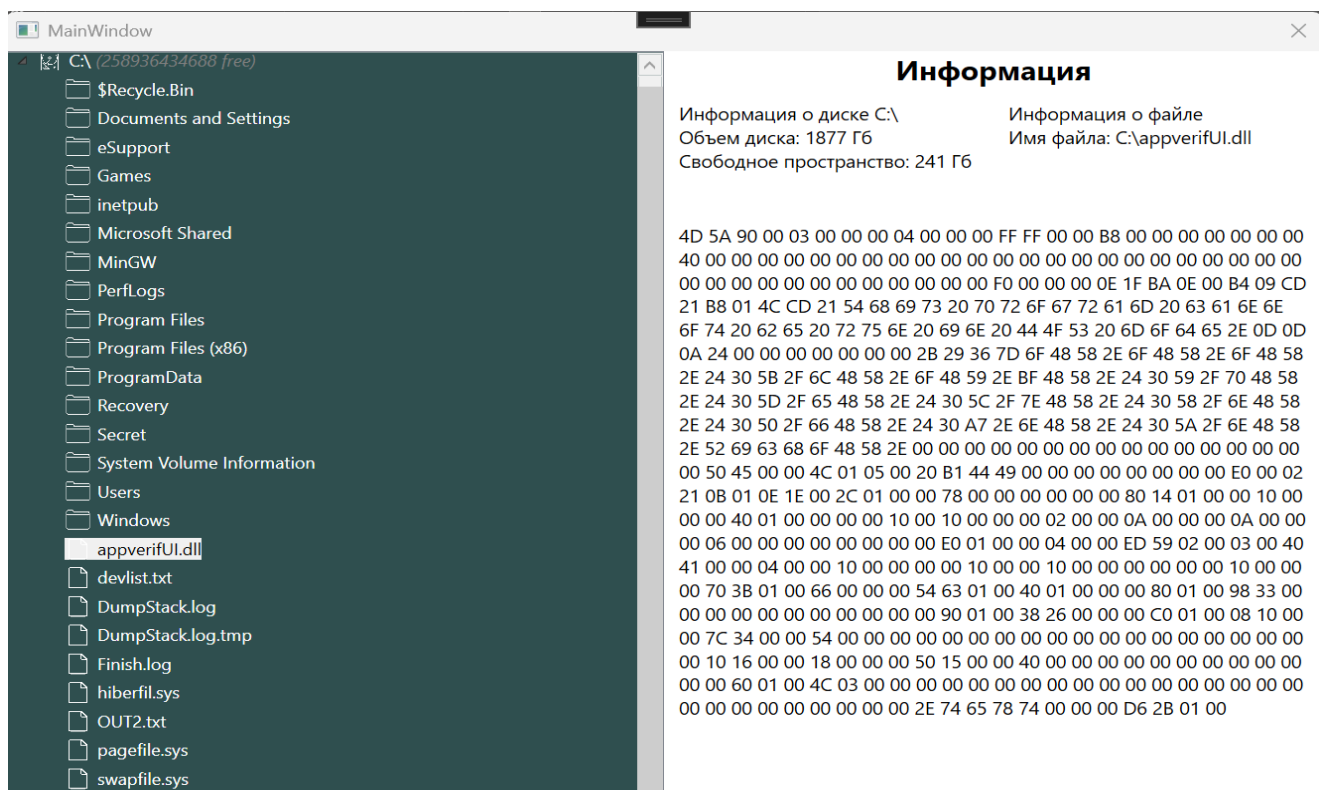 MainWindow
C:\ (258936434688 free)
$Recycle.Bin
Documents and Settings
eSupport
Games
inetpub
Microsoft Shared
MinGW
PerfLogs
Program Files
Program Files (x86)
ProgramData
Recovery
Secret
System Volume Information
Users
Windows
appverifUI.dll
devlist.txt
DumpStack.log
DumpStack.log.tmp
Finish.log
hiberfil.sys
OUT2.txt
pagefile.sys
swapfile.sys
Информация
Информация о диске C:\
Объем диска: 1877 Гб
Свободное пространство: 241 Гб
Информация о файле
Имя файла: C:\appverifUI.dll
4D 5A 90 00 03 00 00 00 04 00 00 00 FF FF 00 00 B8 00 00 00 00 00 00 00
40 00 00 00 00 00 00 00 00 00 00 00 00 00 00 00 00 00 00 00 00 00 00 00
00 00 00 00 00 00 00 00 00 00 00 00 F0 00 00 00 0E 1F BA 0E 00 B4 09 CD
21 B8 01 4C CD 21 54 68 69 73 20 70 72 6F 67 72 61 6D 20 63 61 6E 6E
6F 74 20 62 65 20 72 75 6E 20 69 6E 20 44 4F 53 20 6D 6F 64 65 2E 0D 0D
0A 24 00 00 00 00 00 00 00 2B 29 36 7D 6F 48 58 2E 6F 48 58 2E 6F 48 58
2E 24 30 5B 2F 6C 48 58 2E 6F 48 59 2E BF 48 58 2E 24 30 59 2F 70 48 58
2E 24 30 5D 2F 65 48 58 2E 24 30 5C 2F 7E 48 58 2E 24 30 58 2F 6E 48 58
2E 24 30 50 2F 66 48 58 2E 24 30 A7 2E 6E 48 58 2E 24 30 5A 2F 6E 48 58
2E 52 69 63 68 6F 48 58 2E 00 00 00 00 00 00 00 00 00 00 00 00 00 00 00
00 50 45 00 00 4C 01 05 00 20 B1 44 49 00 00 00 00 00 00 00 00 E0 00 02
21 0B 01 0E 1E 00 2C 01 00 00 78 00 00 00 00 00 00 80 14 01 00 00 10 00
00 00 40 01 00 00 00 00 10 00 10 00 00 00 02 00 00 0A 00 00 00 0A 00 00
00 06 00 00 00 00 00 00 00 00 E0 01 00 00 04 00 00 ED 59 02 00 03 00 40
41 00 00 04 00 00 10 00 00 00 00 10 00 00 10 00 00 00 00 00 00 10 00 00
00 70 3B 01 00 66 00 00 00 54 63 01 00 40 01 00 00 00 80 01 00 98 33 00
00 00 00 00 00 00 00 00 00 00 90 01 00 38 26 00 00 00 C0 01 00 08 10 00
00 7C 34 00 00 54 00 00 00 00 00 00 00 00 00 00 00 00 00 00 00 00 00 00
00 10 16 00 00 18 00 00 00 50 15 00 00 40 00 00 00 00 00 00 00 00 00 00
00 00 60 01 00 4C 03 00 00 00 00 00 00 00 00 00 00 00 00 00 00 00 00 00
00 00 00 00 00 00 00 00 00 2E 74 65 78 74 00 00 00 D6 2B 01 00